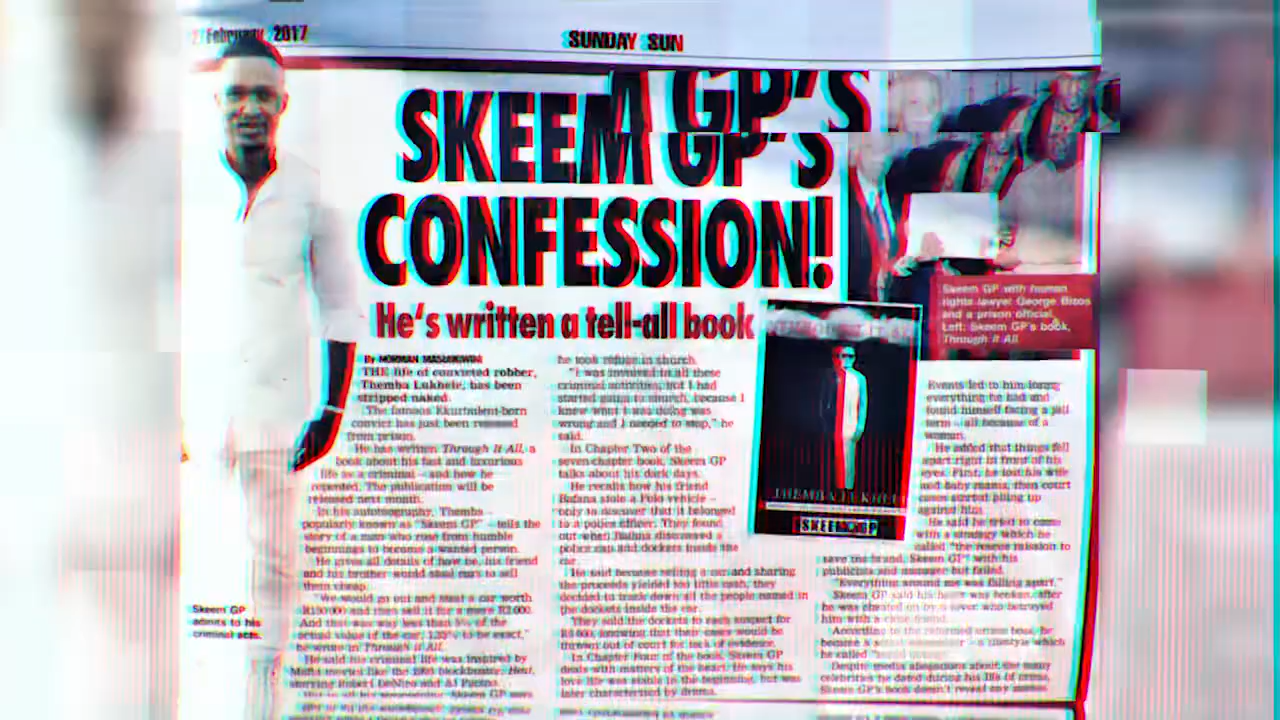 February 2017
SUNDAY SUN
SKEEM GP'S
CONFESSION!
He's written a tell-all book
By NORMAN
THE life of convicted robber,
Themba Lukhele, has been
stripped naked.
The famous Ekurhuleni-born
convict has just been released
from prison.
He has written Through It All, a
book about his fast and luxurious
life as a criminal – and how he
repented. The publication will be
released next month.
In his autobiography, Themba –
popularly known as "Skeem GP" – tells the
story of a man who rose from humble
beginnings to become a wanted person.
He gives all details of how he, his friend
and his brother would steal cars to sell
them cheap.
"We would go out and steal a car worth
and then sell it for a mere
And that was way less than of the
actual value of the car, to be exact,"
he wrote in Through It All.
He said his criminal life was inspired by
Mafia movies like the blockbuster, Heat,
starring Robert DeNiro and Al Pacino.
Skeem GP says
he took refuge in church.
"I was involved in all these
criminal activities, but I had
started going to church, because I
knew what I was doing was
wrong and I needed to stop," he
said.
In Chapter Two of the
seven-chapter book, Skeem GP
talks about his dark days.
He recalls how his friend
Bafana stole a Polo vehicle –
only to discover that it belonged
to a police officer. They found
out when Bafana discovered a
police cap and dockets inside the
car.
He said because selling a car and sharing
the proceeds yielded too little cash, they
decided to track down all the people named in
the dockets inside the car.
They sold the dockets to each suspect for
knowing that their cases would be
thrown out of court for lack of evidence.
In Chapter Four of the book, Skeem GP
deals with matters of the heart. He says his
love life was stable in the beginning, but was
later characterised by drama.
THEMBA LUKHELE
SKEEM GP
Skeem GP with human
rights lawyer George Bizos
and a prison official.
Left: Skeem GP's book,
Through It All
Events led to him losing
everything he had and
found himself facing a jail
term – all because of a
woman.
He added that things fell
apart right in front of his
eyes. First, he lost his wife
and baby mama, then court
cases started piling up
against him.
He said he tried to come
with a strategy which he
called "the rescue mission to
save the brand, Skeem GP" with his
publicist and manager but failed.
"Everything around me was falling apart."
Skeem GP said his heart was broken, after
he was cheated on by a lover who betrayed
him with a close friend.
According to the reformed crime boss, he
became a – a lifestyle which
he called
Despite media allegations about the many
celebrities he dated during his life of crime,
Skeem GP's book doesn't reveal any names
Skeem GP
admits to his
criminal acts.